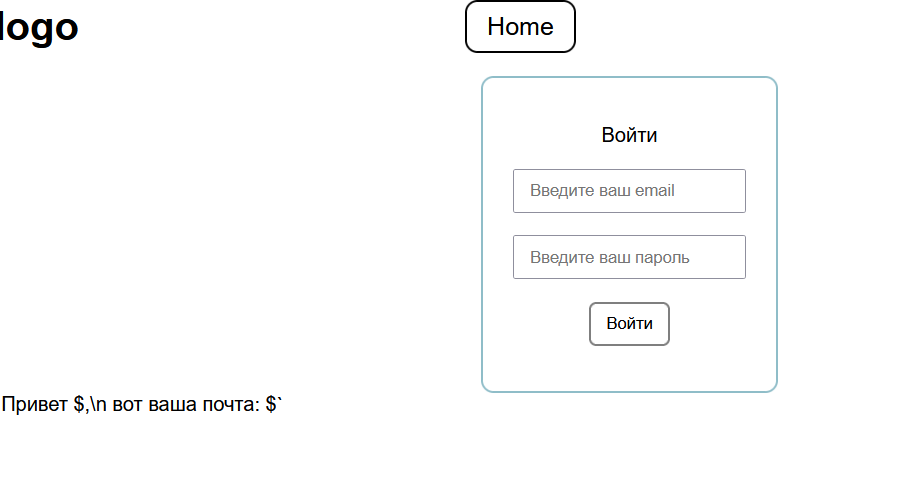 logo
Home
Войти
Введите ваш email
Введите ваш пароль
Войти
Привет $,\n вот ваша почта: $`